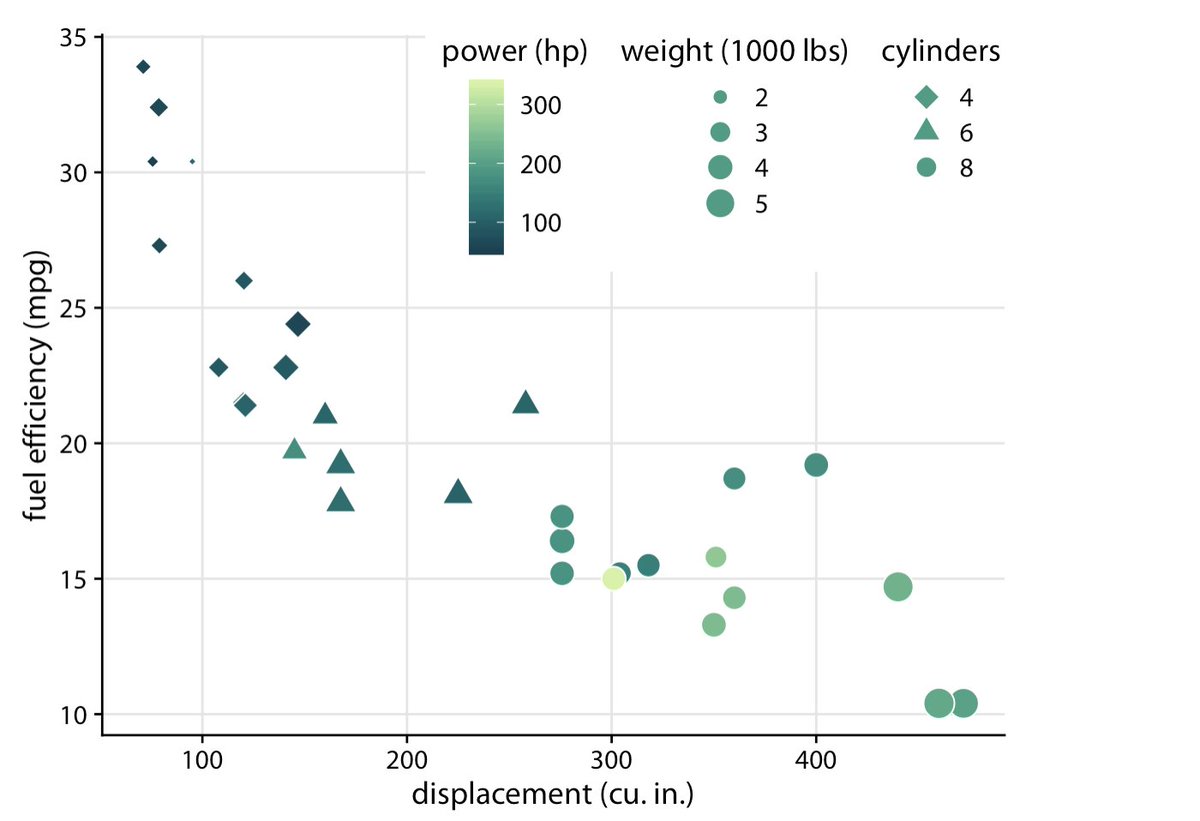 power (hp)
300
200
100
weight (1000 lbs)
2
3
4
5
cylinders
4
6
8
fuel efficiency (mpg)
35
30
25
20
15
10
100 200 300 400
displacement (cu. in.)